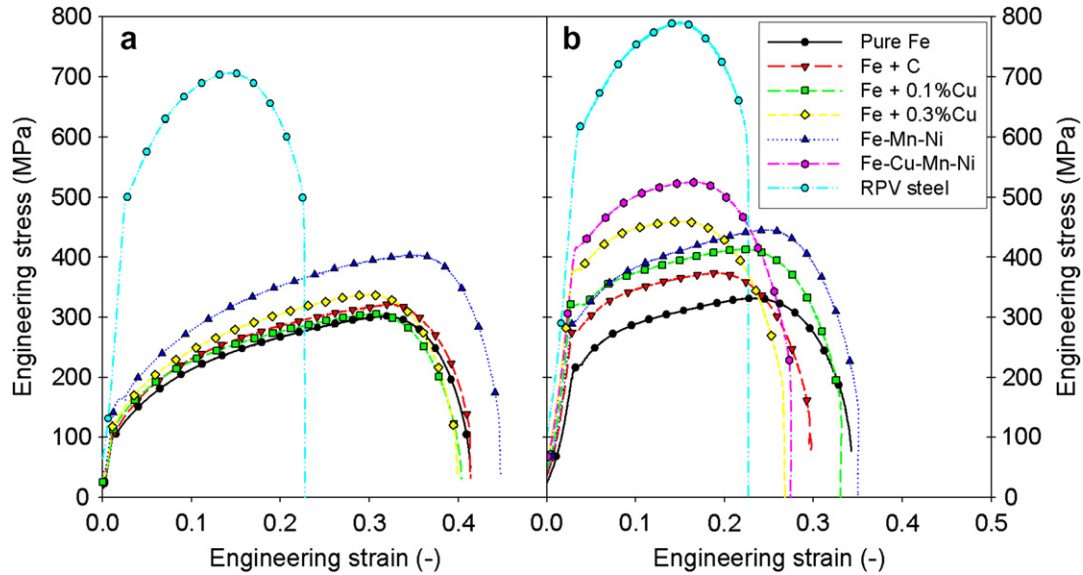 a
b
800
700
600
500
400
300
200
100
0
Engineering stress (MPa)
0.0 0.1 0.2 0.3 0.4
Engineering strain (-)
Pure Fe
Fe + C
Fe + 0.1%Cu
Fe + 0.3%Cu
Fe-Mn-Ni
Fe-Cu-Mn-Ni
RPV steel
0.0 0.1 0.2 0.3 0.4 0.5
Engineering strain (-)
800
700
600
500
400
300
200
100
0
Engineering stress (MPa)